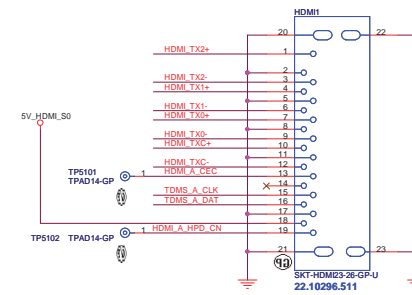 HDMI1
20
22
HDMI_TX2+
1
2
HDMI_TX2-
3
HDMI_TX1+
4
5
HDMI_TX1-
6
HDMI_TX0+
7
8
5V_HDMI_S0
HDMI_TX0-
9
HDMI_TXC+
10
11
HDMI_TXC-
12
TP5101
1
HDMI_A_CEC
13
TPAD14-GP
14
TDMS_A_CLK
15
TDMS_A_DAT
16
17
18
TP5102 TPAD14-GP
1
HDMI_A_HPD_CN
19
21
23
SKT-HDMI23-26-GP-U
22.10296.511